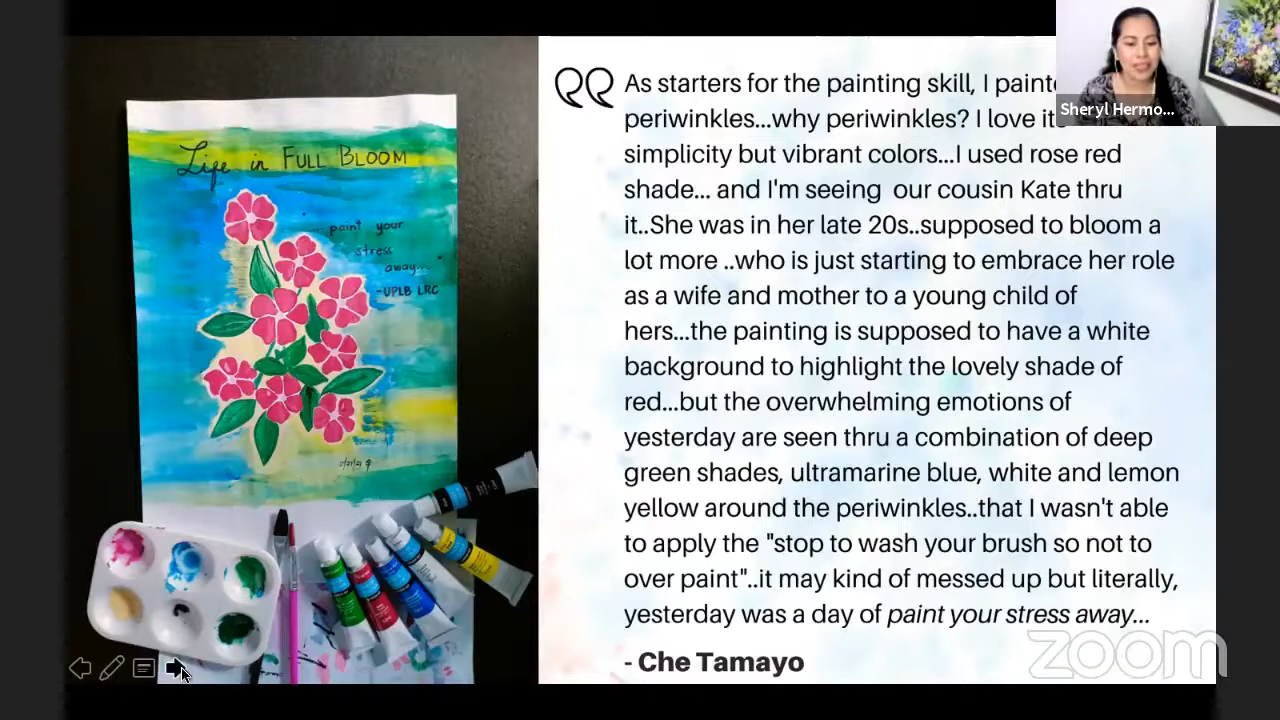 Life in FULL BLOOM
"...paint your
stress
away..."
-UPLB LRC
As starters for the painting skill, I painte
periwinkles...why periwinkles? I love its
simplicity but vibrant colors...I used rose red
shade... and I'm seeing our cousin Kate thru
it..She was in her late 20s..supposed to bloom a
lot more ..who is just starting to embrace her role
as a wife and mother to a young child of
hers...the painting is supposed to have a white
background to highlight the lovely shade of
red...but the overwhelming emotions of
yesterday are seen thru a combination of deep
green shades, ultramarine blue, white and lemon
yellow around the periwinkles..that I wasn't able
to apply the "stop to wash your brush so not to
over paint"..it may kind of messed up but literally,
yesterday was a day of paint your stress away...
- Che Tamayo
Sheryl Hermo...
zoom